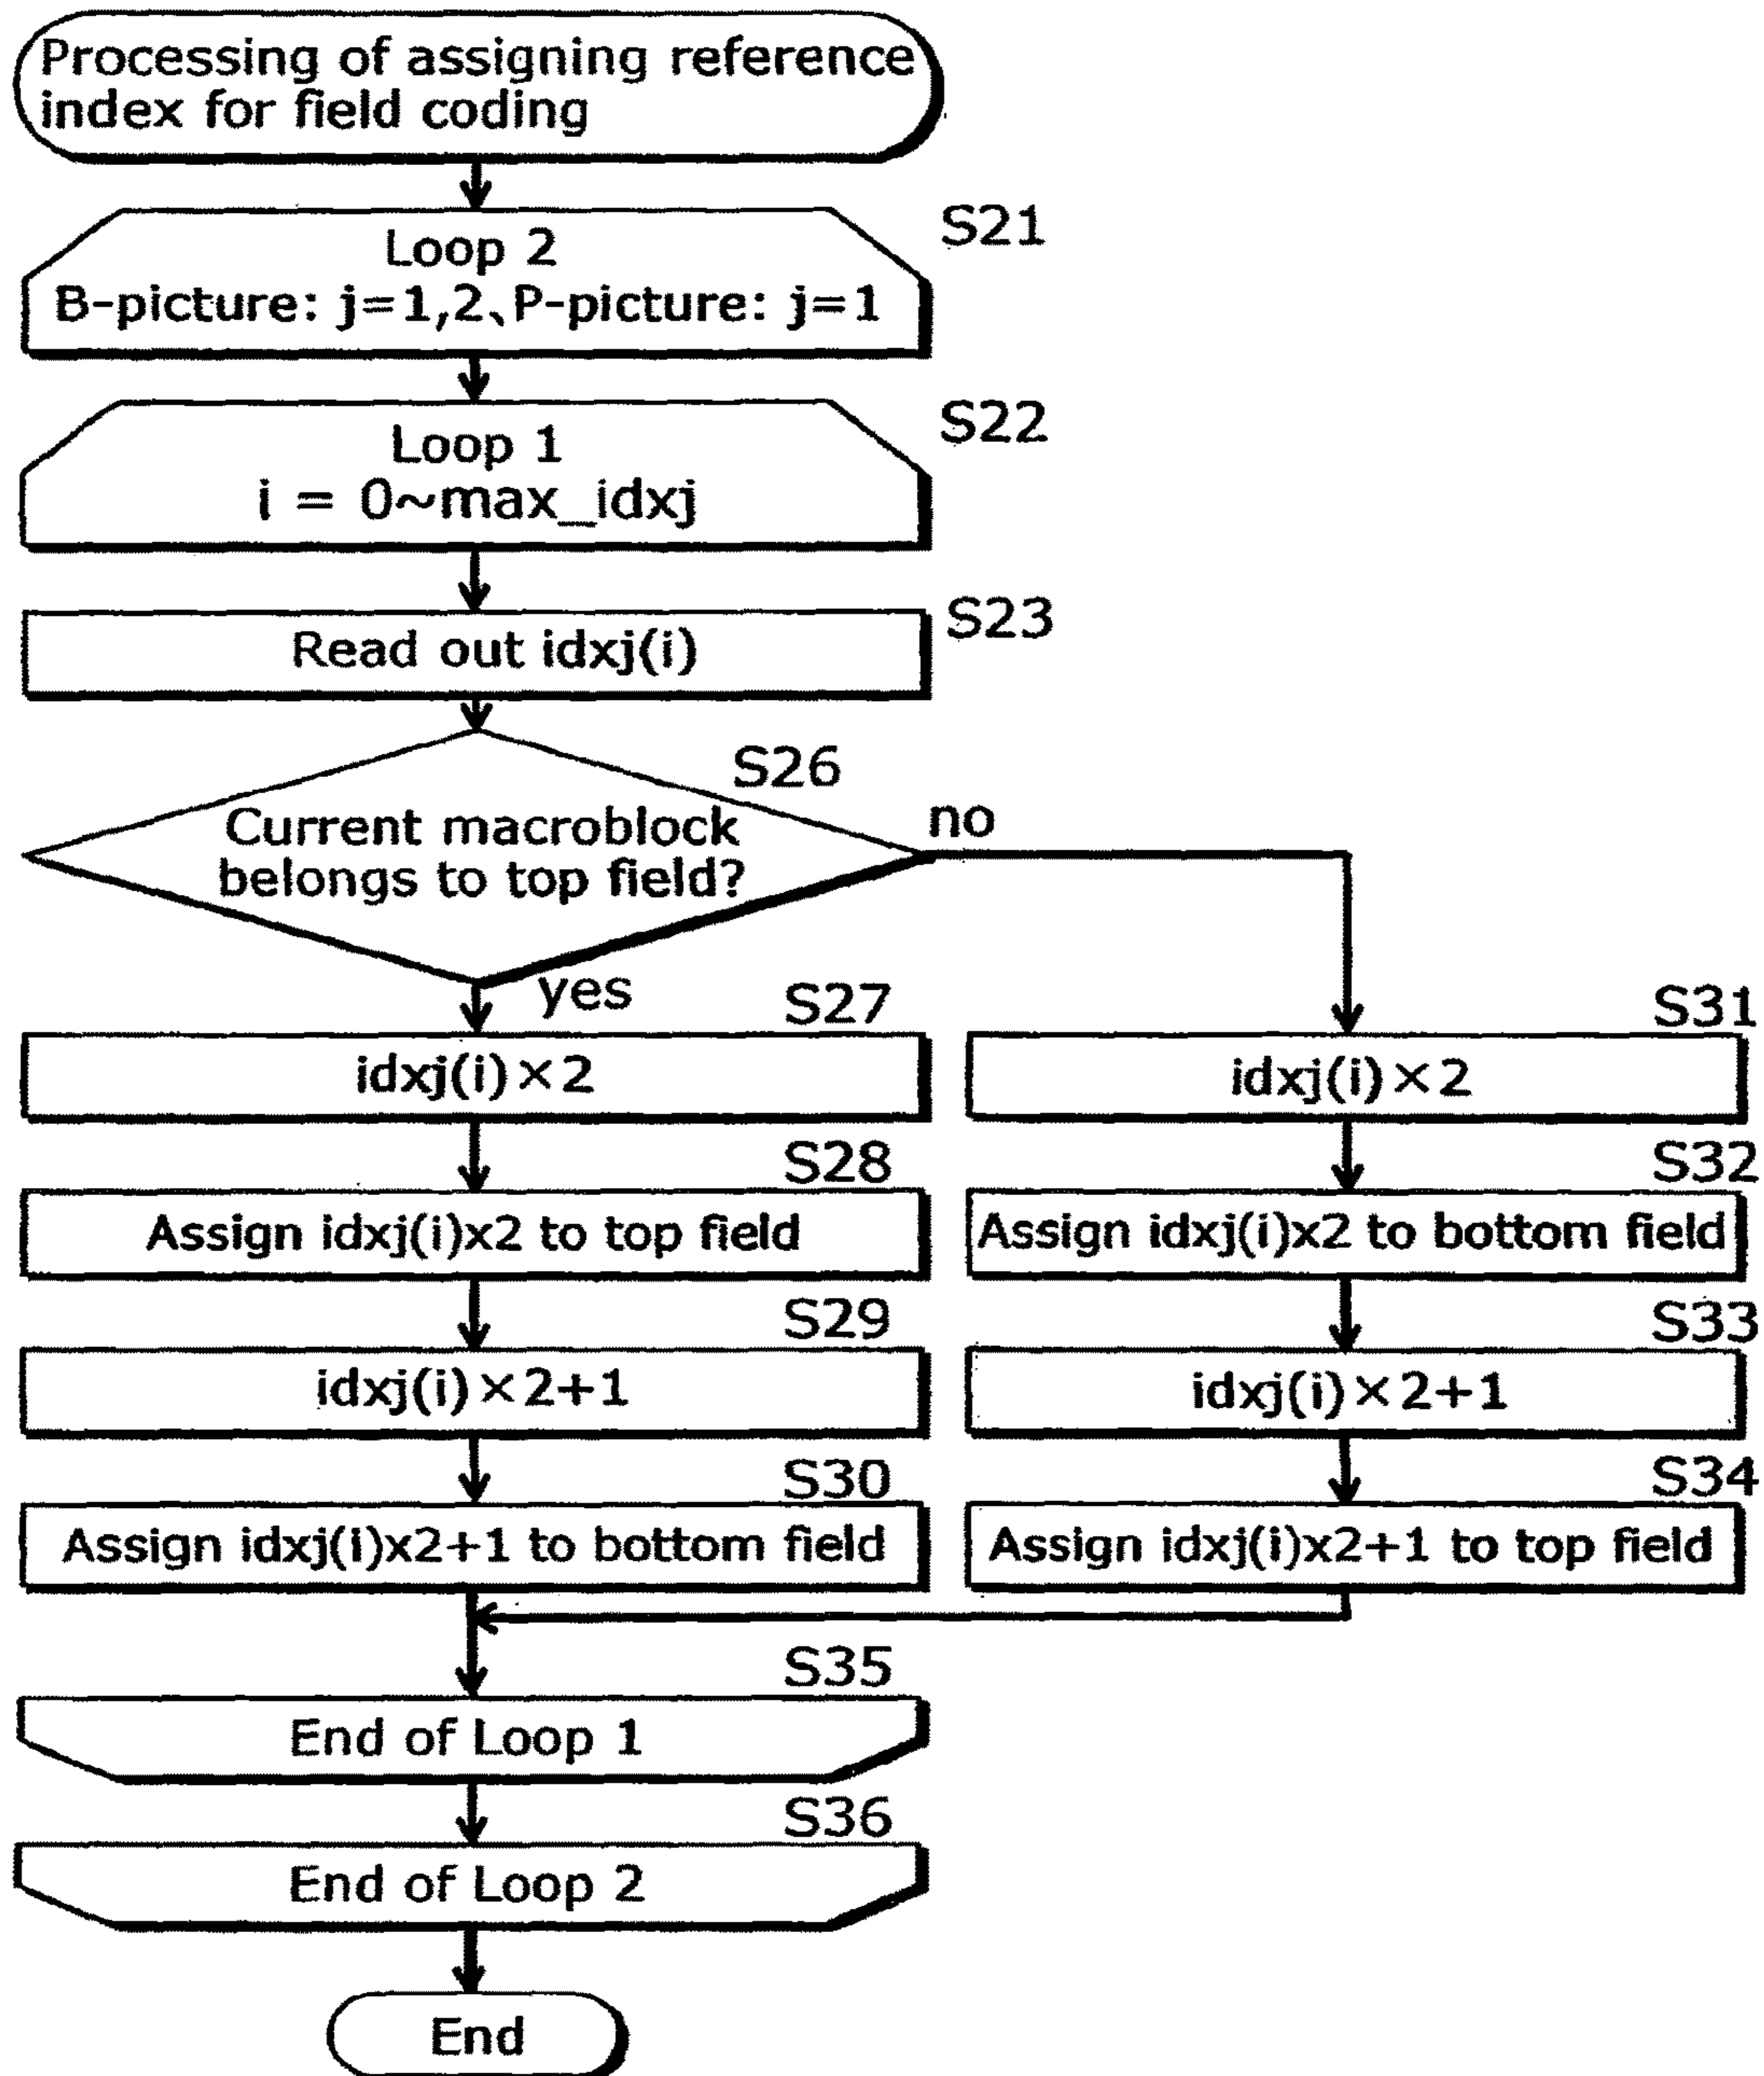 Processing of assigning reference
index for field coding
S21
Loop 2
B-picture: j=1,2、P-picture: j=1
S22
Loop 1
i = 0~max_idxj
S23
Read out idxj(i)
S26
Current macroblock
belongs to top field?
no
yes
S27
idxj(i)×2
S28
Assign idxj(i)x2 to top field
S29
idxj(i)×2+1
S30
Assign idxj(i)x2+1 to bottom field
S31
idxj(i)×2
S32
Assign idxj(i)x2 to bottom field
S33
idxj(i)×2+1
S34
Assign idxj(i)x2+1 to top field
S35
End of Loop 1
S36
End of Loop 2
End